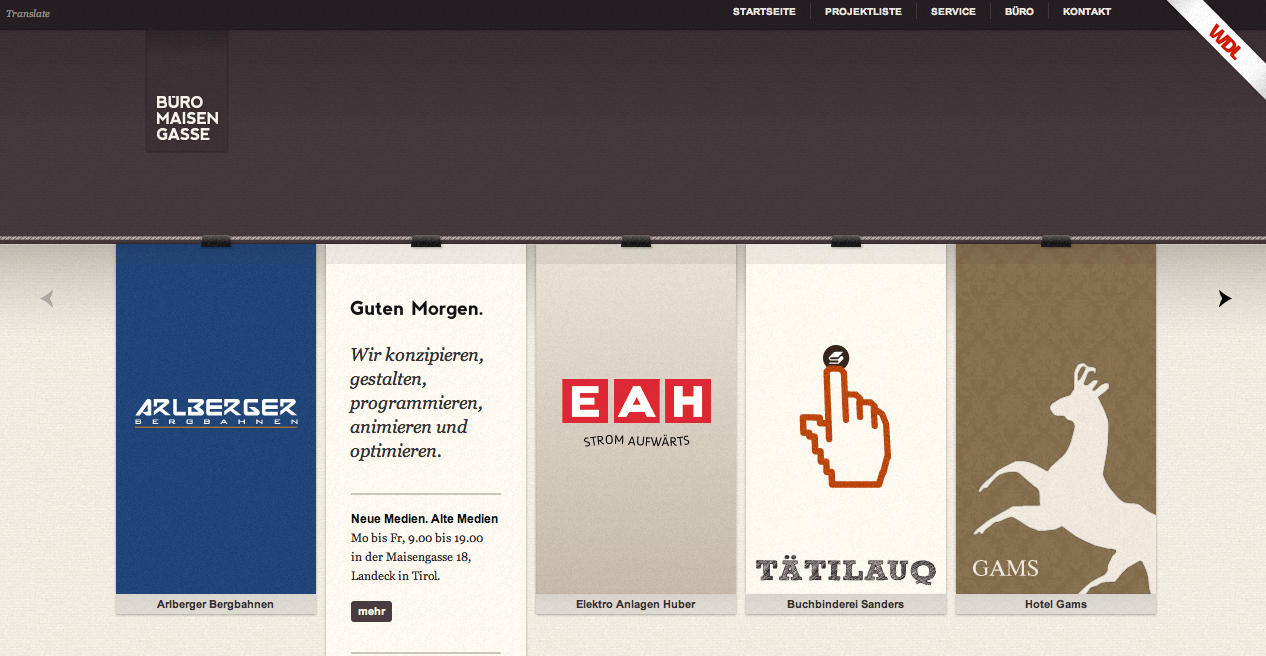 Translate
STARTSEITE
PROJEKTLISTE
SERVICE
BÜRO
KONTAKT
WDL
BÜRO
MAISEN
GASSE
ARLBERGER
BERGBAHNEN
Arlberger Bergbahnen
Guten Morgen.
Wir konzipieren,
gestalten,
programmieren,
animieren und
optimieren.
Neue Medien. Alte Medien
Mo bis Fr, 9.00 bis 19.00
in der Maisengasse 18,
Landeck in Tirol.
mehr
EAH
STROM AUFWÄRTS
Elektro Anlagen Huber
TÄTILAUQ
Buchbinderei Sanders
GAMS
Hotel Gams